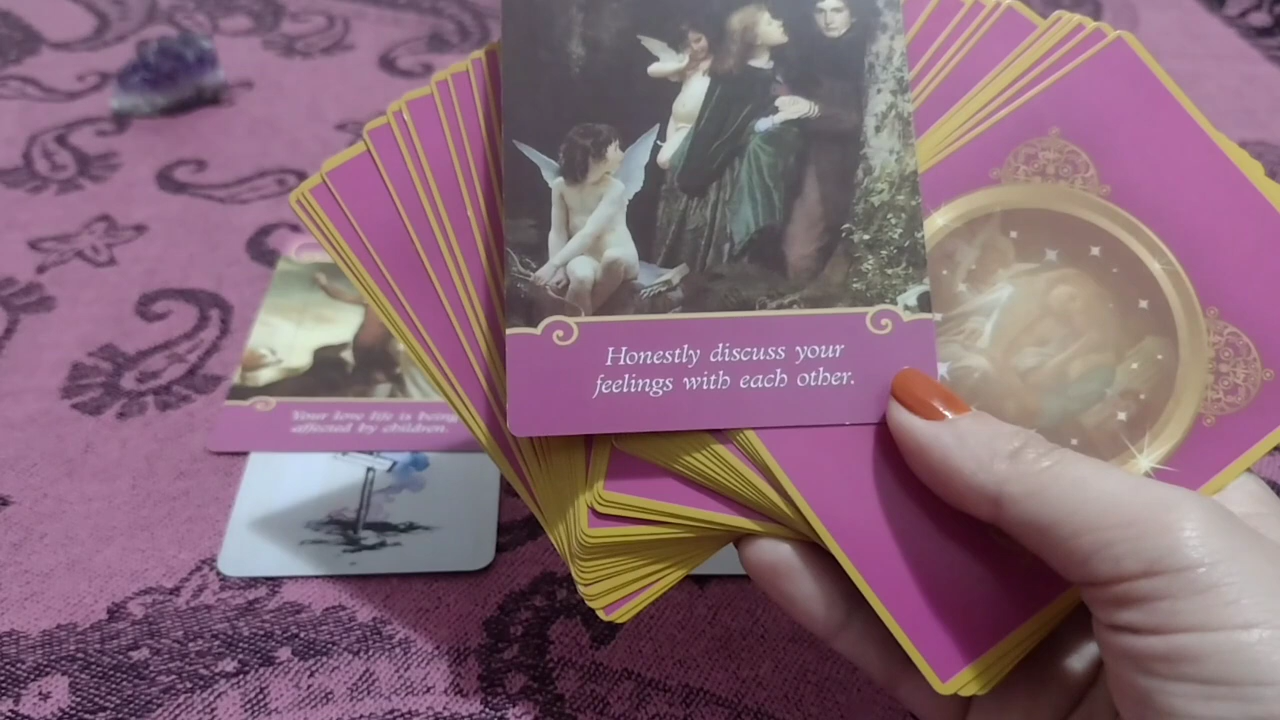 Honestly discuss your
feelings with each other.
Your love life is being
affected by children.